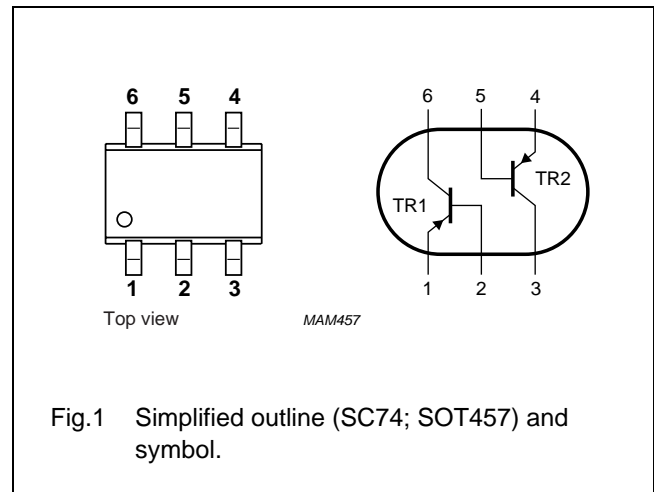 6 5 4
1 2 3
Top view
6 5 4
TR1
TR2
1 2 3
MAM457
Fig.1 Simplified outline (SC74; SOT457) and
symbol.